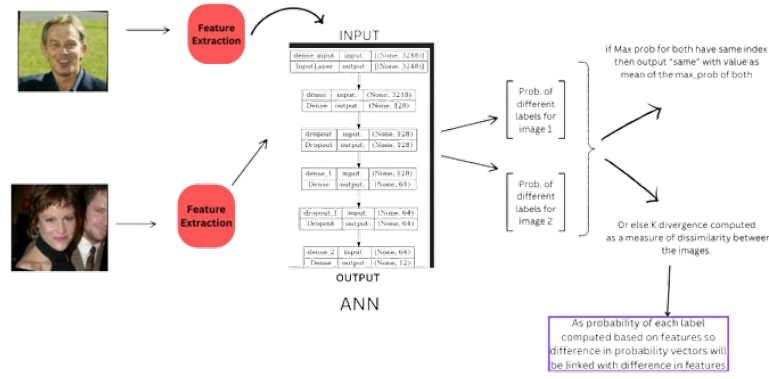 Feature
Extraction
INPUT
dense_input input: [(None, 3248)]
InputLayer output: [(None, 3248)]
dense input: (None, 3248)
Dense output: (None, 128)
dropout input: (None, 128)
Dropout output: (None, 128)
dense_1 input: (None, 128)
Dense output: (None, 64)
dropout_1 input: (None, 64)
Dropout output: (None, 64)
dense_2 input: (None, 64)
Dense output: (None, 12)
OUTPUT
ANN
Feature
Extraction
Prob. of
different
labels for
image 1
Prob. of
different
labels for
image 2
if Max prob for both have same index
then output "same" with value as
mean of the max_prob of both
Or else K divergence computed
as a measure of dissimilarity between
the images.
As probability of each label
computed based on features so
difference in probability vectors will
be linked with difference in features